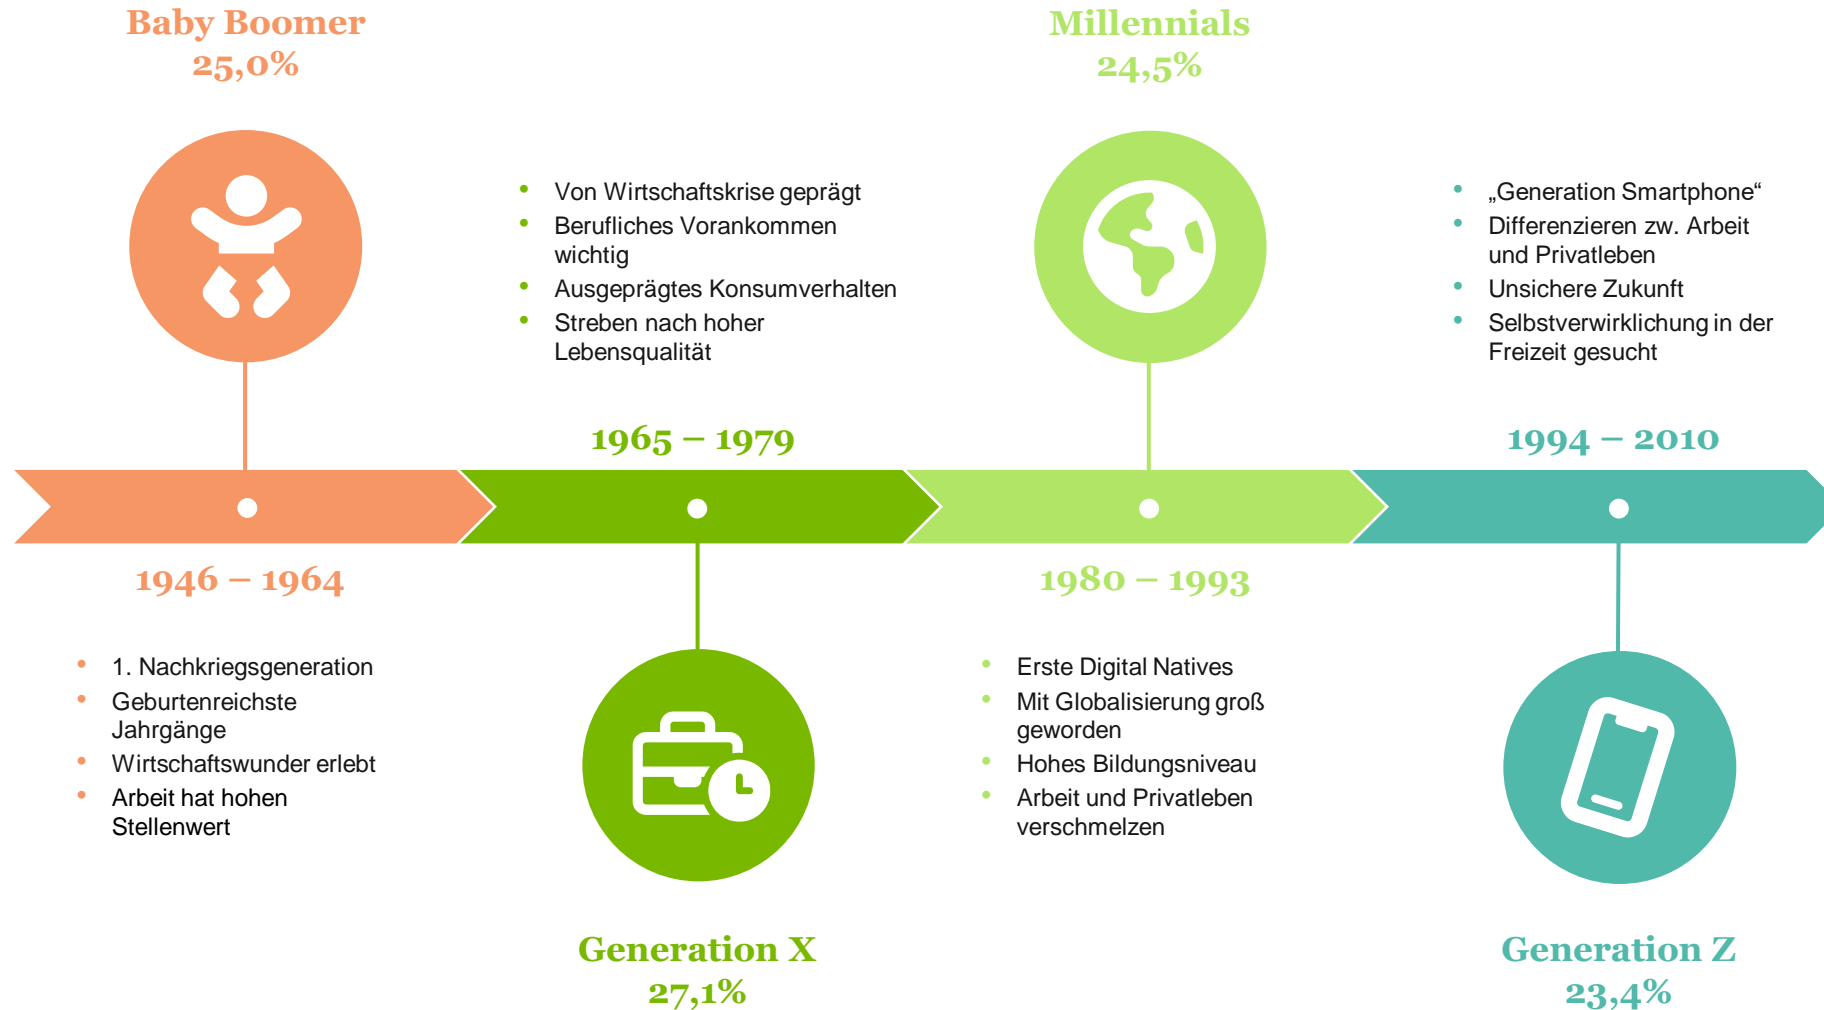 Baby Boomer
25,0%
1946 – 1964
• 1. Nachkriegsgeneration
• Geburtenreichste
Jahrgänge
• Wirtschaftswunder erlebt
• Arbeit hat hohen
Stellenwert
• Von Wirtschaftskrise geprägt
• Berufliches Vorankommen
wichtig
• Ausgeprägtes Konsumverhalten
• Streben nach hoher
Lebensqualität
1965 – 1979
Generation X
27,1%
Millennials
24,5%
1980 – 1993
• Erste Digital Natives
• Mit Globalisierung groß
geworden
• Hohes Bildungsniveau
• Arbeit und Privatleben
verschmelzen
• „Generation Smartphone“
• Differenzieren zw. Arbeit
und Privatleben
• Unsichere Zukunft
• Selbstverwirklichung in der
Freizeit gesucht
1994 – 2010
Generation Z
23,4%